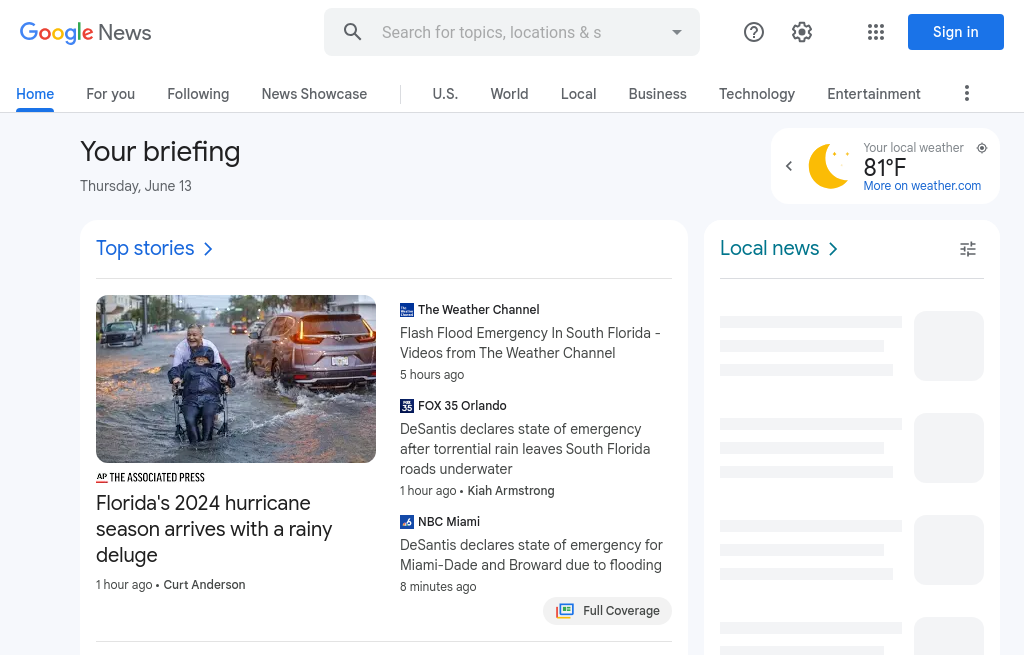 Google News
Search for topics, locations & s
Sign in
Home
For you
Following
News Showcase
U.S.
World
Local
Business
Technology
Entertainment
Your briefing
Thursday, June 13
Your local weather
81°F
More on weather.com
Top stories
AP THE ASSOCIATED PRESS
Florida's 2024 hurricane
season arrives with a rainy
deluge
1 hour ago • Curt Anderson
The Weather Channel
Flash Flood Emergency In South Florida -
Videos from The Weather Channel
5 hours ago
FOX 35 Orlando
DeSantis declares state of emergency
after torrential rain leaves South Florida
roads underwater
1 hour ago • Kiah Armstrong
NBC Miami
DeSantis declares state of emergency for
Miami-Dade and Broward due to flooding
8 minutes ago
Full Coverage
Local news